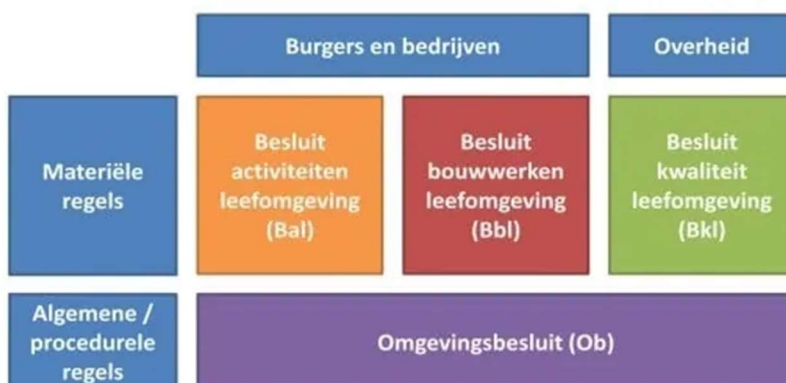 Burgers en bedrijven
Overheid
Materiële
regels
Besluit
activiteiten
leefomgeving
(Bal)
Besluit
bouwwerken
leefomgeving
(Bbl)
Besluit
kwaliteit
leefomgeving
(Bkl)
Algemene /
procedurele
regels
Omgevingsbesluit (Ob)